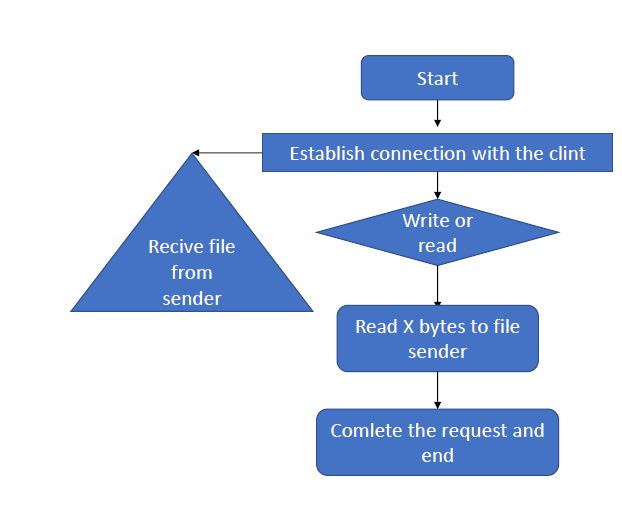 Start
Establish connection with the clint
Write or
read
Recive file
from
sender
Read X bytes to file
sender
Comlete the request and
end